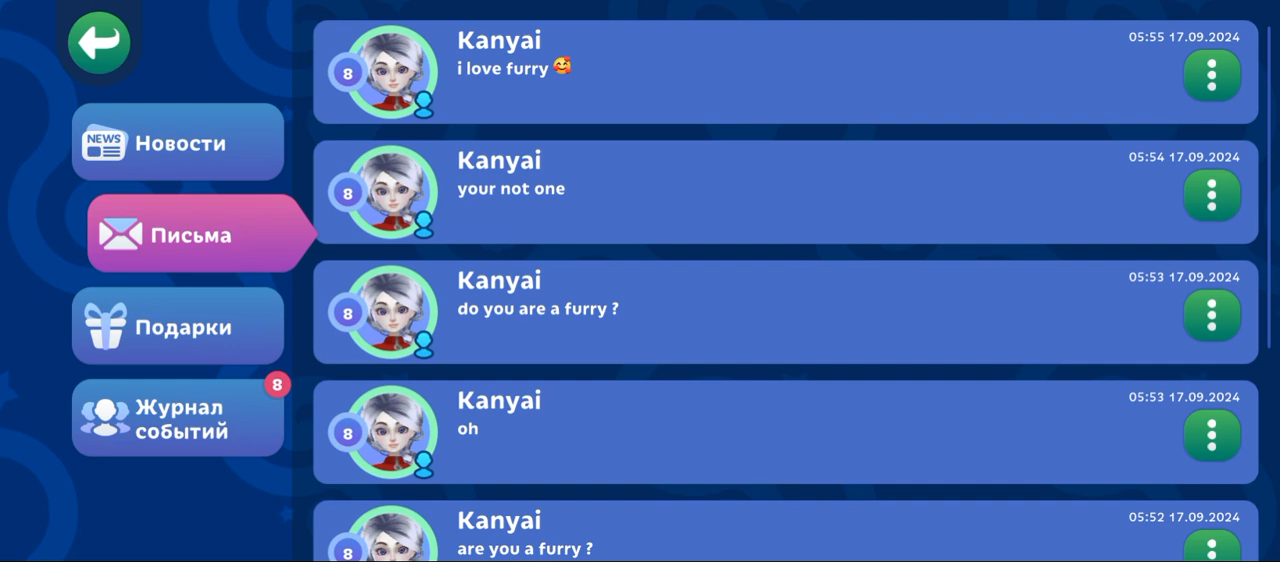 NEWS
Новости
Письма
Подарки
8
Журнал
событий
Kanyai
05:55 17.09.2024
8
i love furry 🥰
Kanyai
05:54 17.09.2024
8
your not one
Kanyai
05:53 17.09.2024
8
do you are a furry ?
Kanyai
05:53 17.09.2024
8
oh
Kanyai
05:52 17.09.2024
8
are you a furry ?